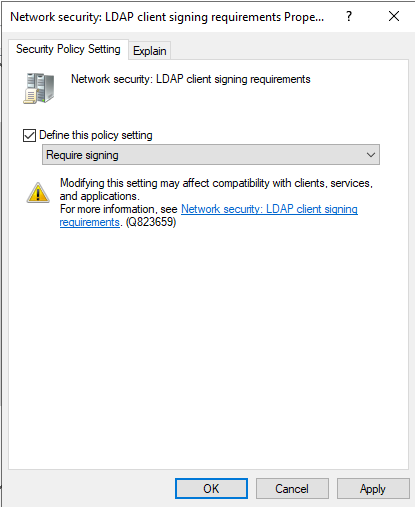 Network security: LDAP client signing requirements Prope... ? ×
Security Policy Setting Explain
Network security: LDAP client signing requirements
Define this policy setting
Require signing
Modifying this setting may affect compatibility with clients, services,
and applications.
For more information, see Network security: LDAP client signing
requirements. (Q823659)
OK Cancel Apply